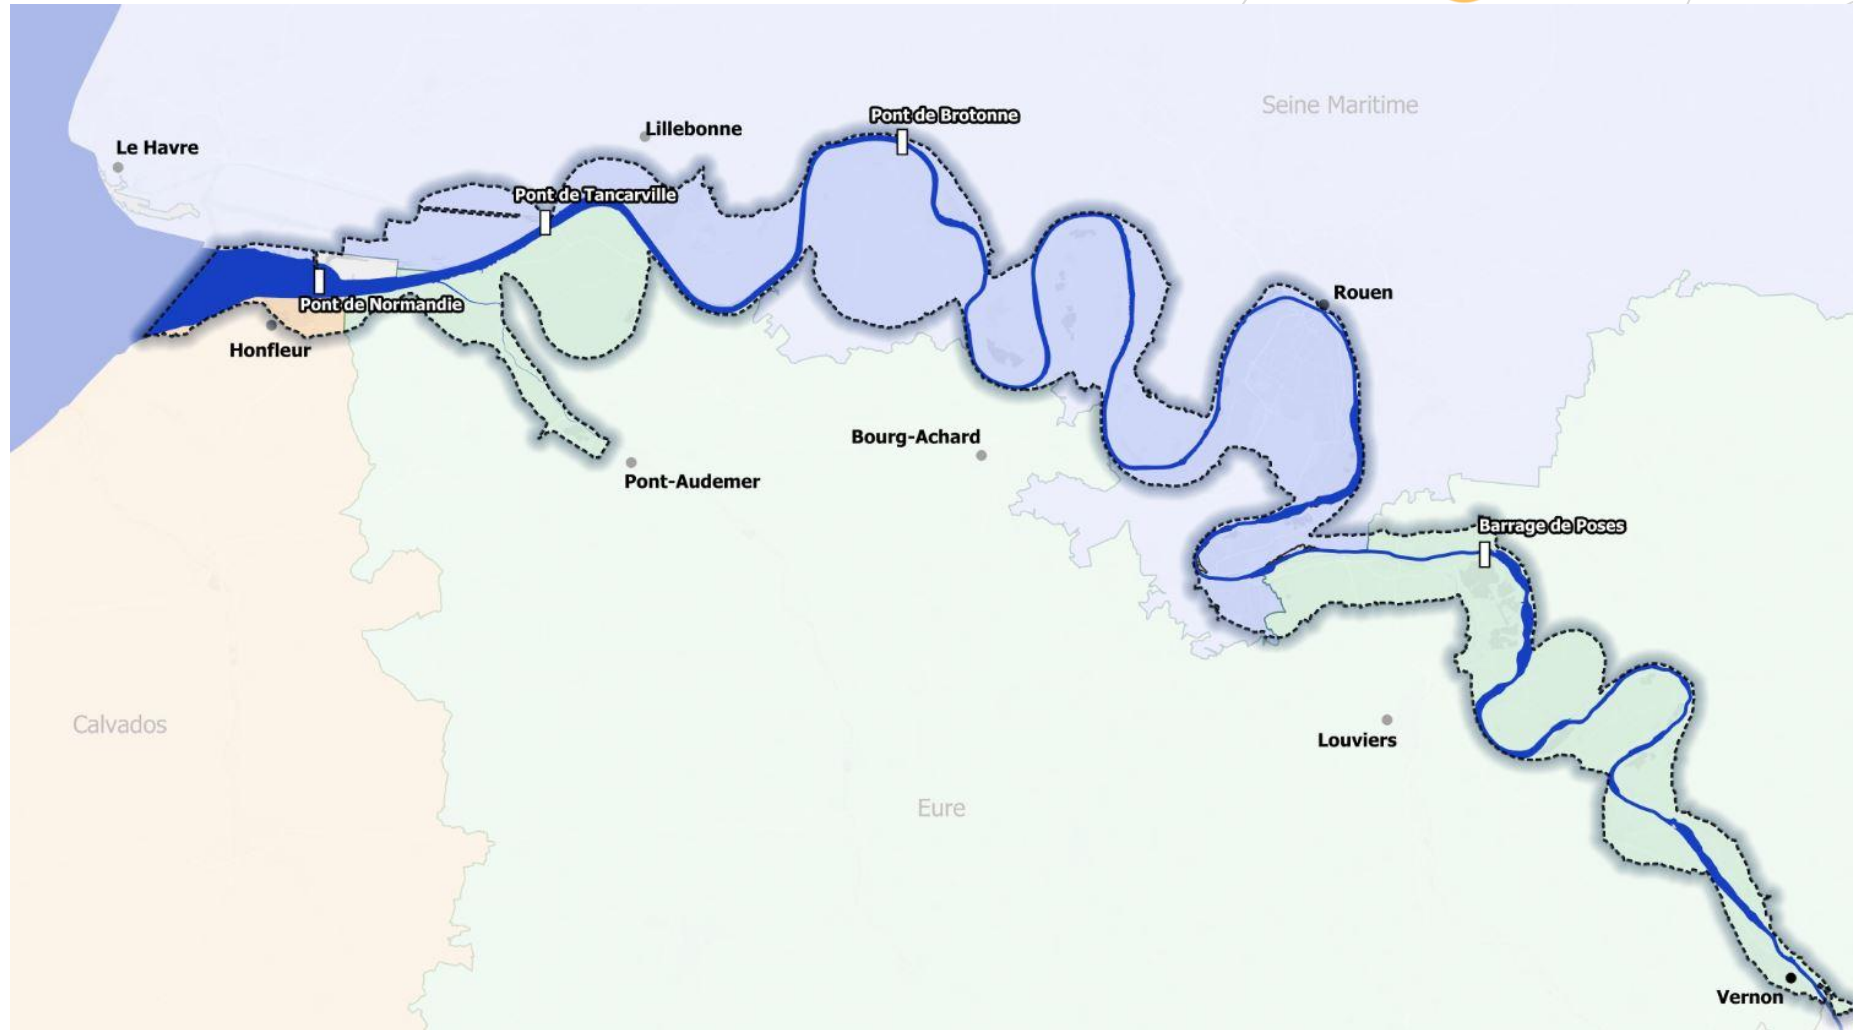 Seine Maritime
Pont de Brotonne
Lillebonne
Le Havre
Pont de Tancarville
Rouen
Pont de Normandie
Honfleur
Bourg-Achard
Pont-Audemer
Barrage de Poses
Calvados
Louviers
Eure
Vernon